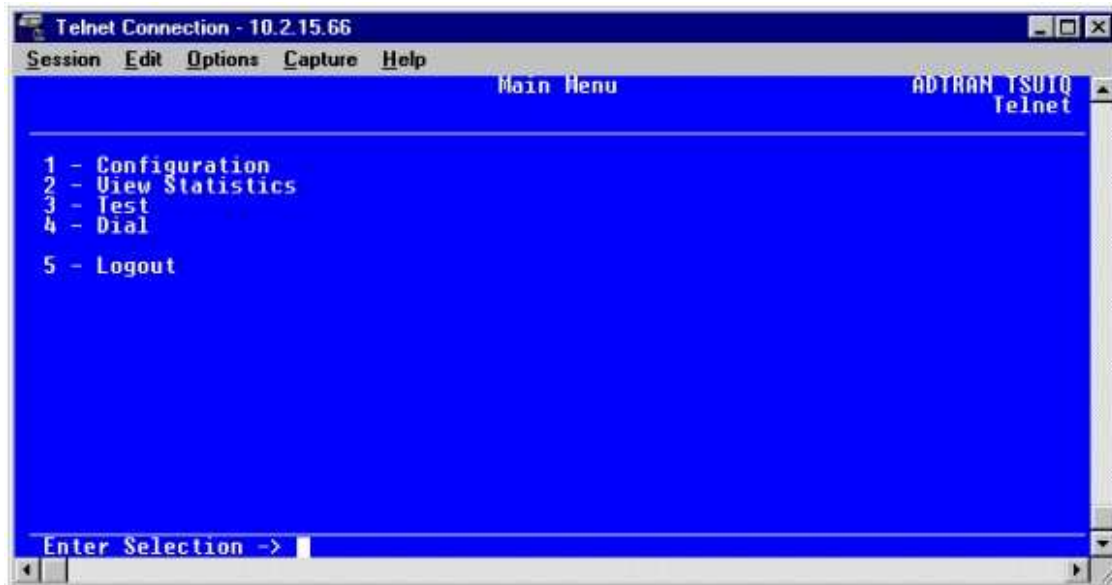 Telnet Connection - 10.2.15.66
Session Edit Options Capture Help
Main Menu ADTRAN TSUIQ
Telnet
1 - Configuration
2 - View Statistics
3 - Test
4 - Dial
5 - Logout
Enter Selection ->